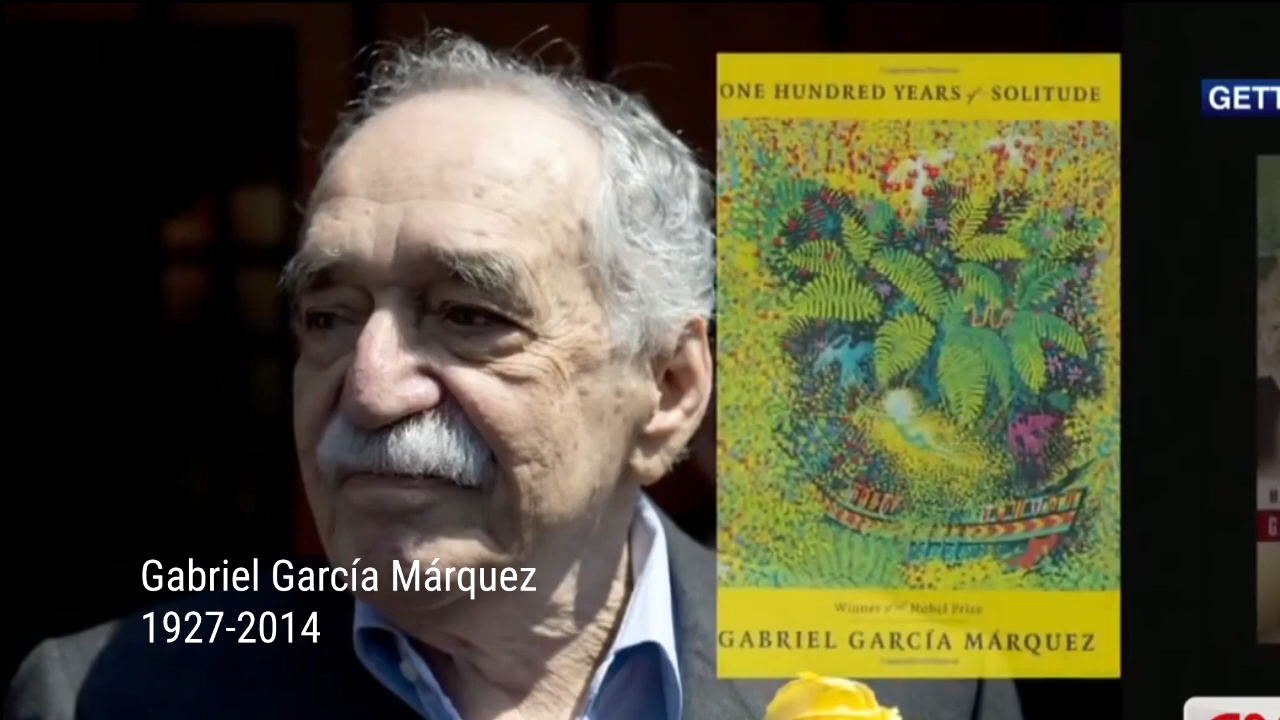 ONE HUNDRED YEARS of SOLITUDE
GETT
Winner of the Nobel Prize
GABRIEL GARCÍA MÁRQUEZ
Gabriel García Márquez
1927-2014